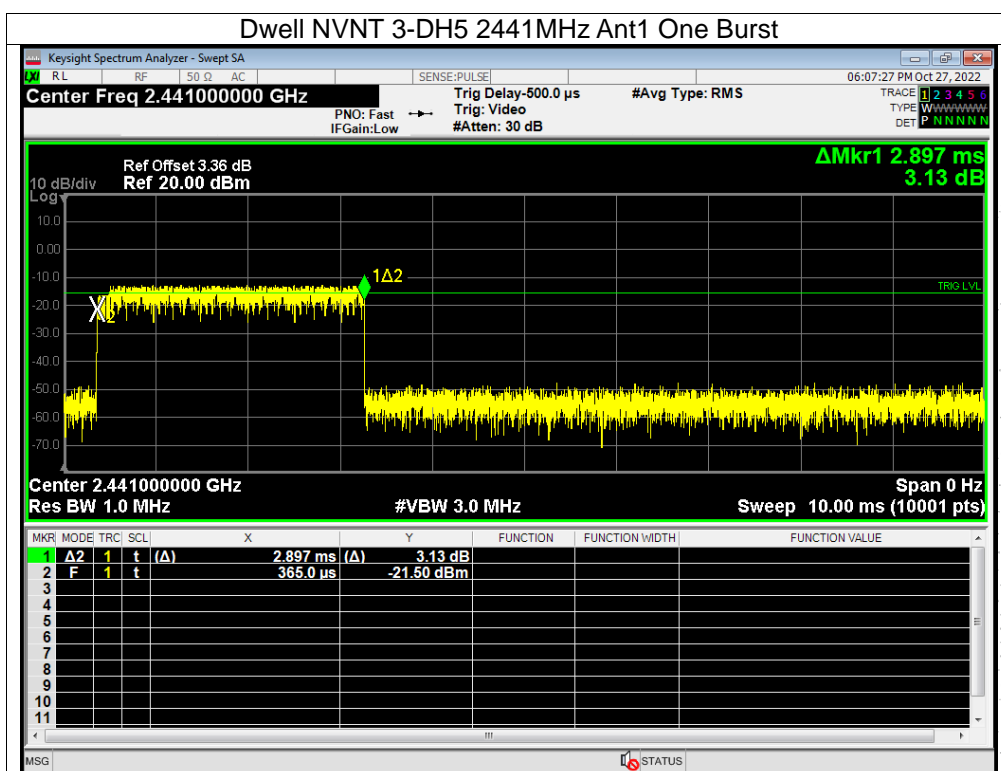 Dwell NVNT 3-DH5 2441MHz Ant1 One Burst
Keysight Spectrum Analyzer - Swept SA
LXI RL RF 50 Ω AC SENSE:PULSE 06:07:27 PM Oct 27, 2022
Center Freq 2.441000000 GHz Trig Delay-500.0 µs #Avg Type: RMS TRACE 1 2 3 4 5 6
PNO: Fast Trig: Video TYPE WWWWWWW
IFGain:Low #Atten: 30 dB DET P N N N N N
ΔMkr1 2.897 ms
Ref Offset 3.36 dB
10 dB/div Ref 20.00 dBm 3.13 dB
Log
10.0
0.00
-10.0
1Δ2
TRIG LVL
-20.0
2
-30.0
-40.0
-50.0
-60.0
-70.0
Center 2.441000000 GHz Span 0 Hz
Res BW 1.0 MHz #VBW 3.0 MHz Sweep 10.00 ms (10001 pts)
MKR MODE TRC SCL X Y FUNCTION FUNCTION WIDTH FUNCTION VALUE
1 Δ2 1 t (Δ) 2.897 ms (Δ) 3.13 dB
2 F 1 t 365.0 µs -21.50 dBm
3
4
5
6
7
8
9
10
11
MSG STATUS